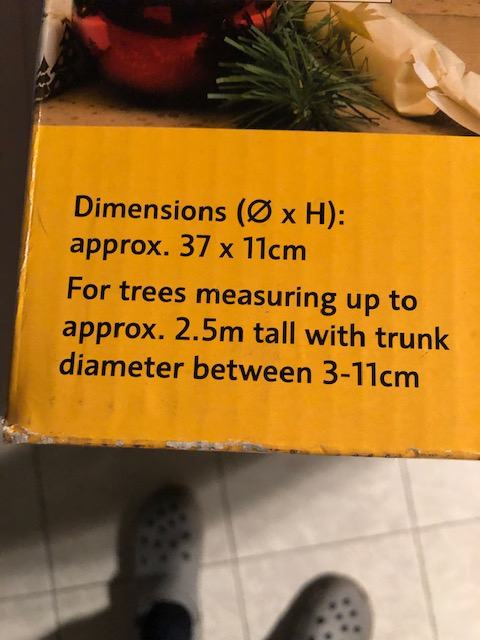 Dimensions (Ø x H):
approx. 37 x 11cm
For trees measuring up to
approx. 2.5m tall with trunk
diameter between 3-11cm